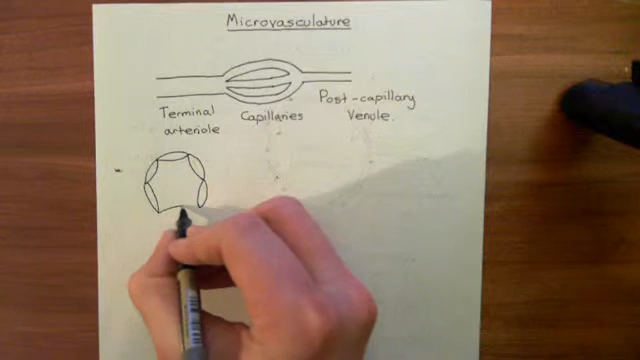 Microvasculature
Terminal
arteriole
Capillaries
Post-capillary
Venule.